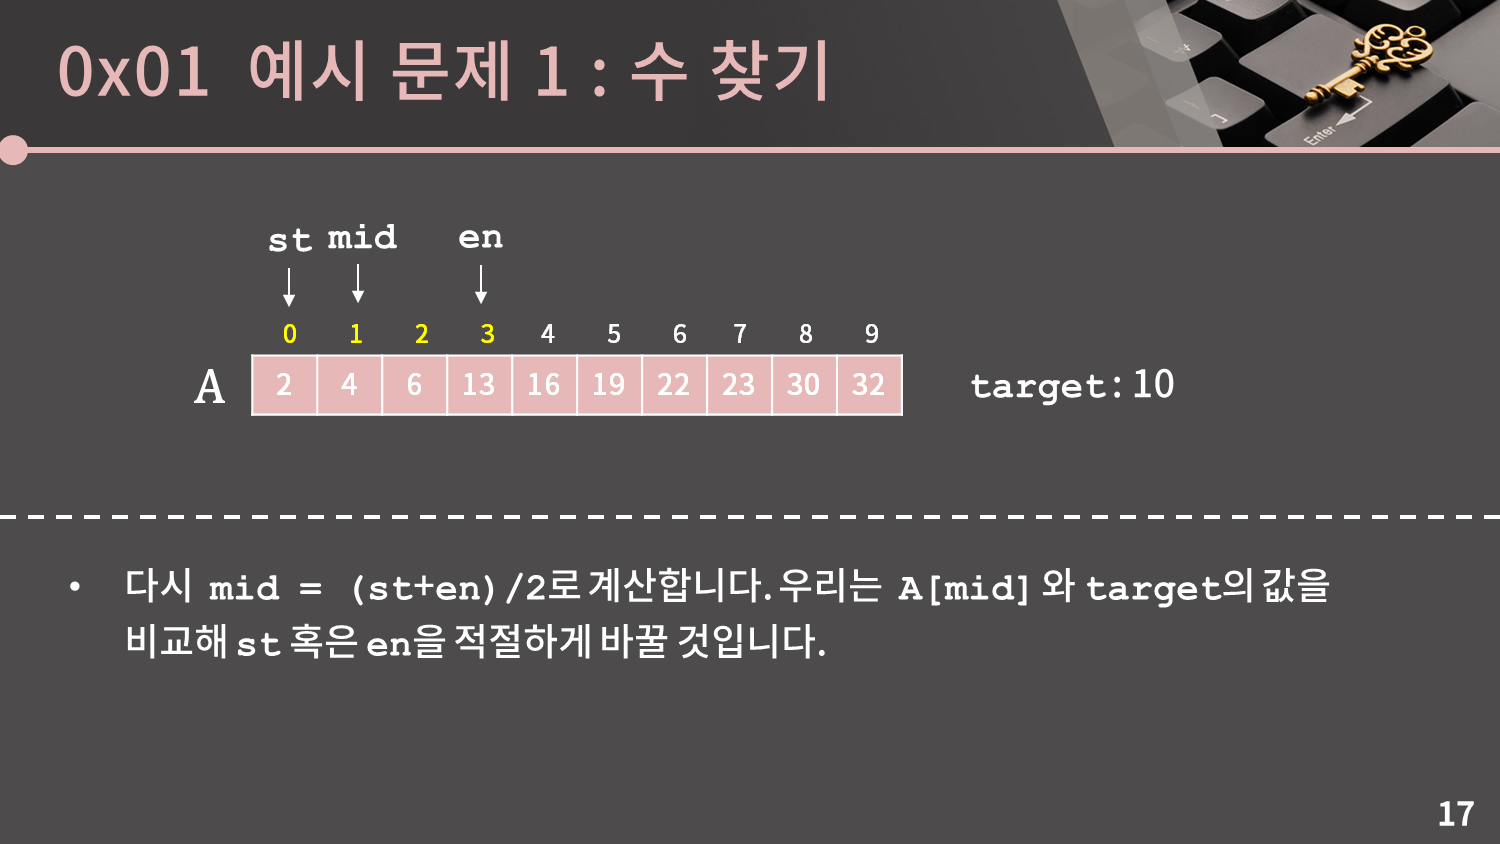 0x01 예시 문제 1 : 수 찾기
Enter
st mid en
0 1 2 3 4 5 6 7 8 9
A 2 4 6 13 16 19 22 23 30 32 target: 10
• 다시 mid = (st+en)/2로 계산합니다. 우리는 A[mid] 와 target의 값을
비교해 st 혹은 en을 적절하게 바꿀 것입니다.
17